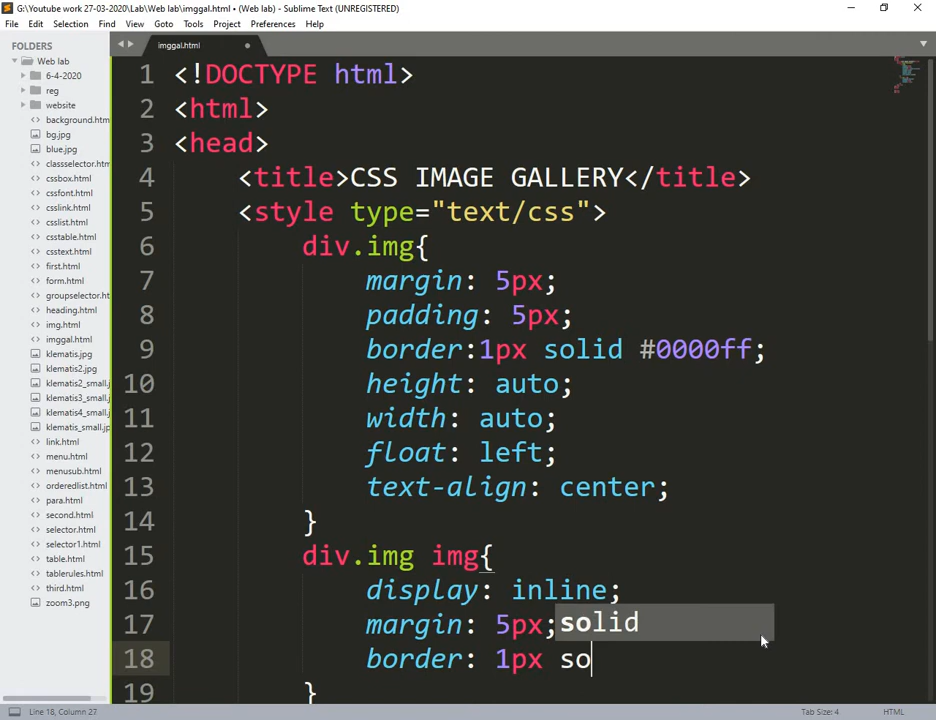 G:\Youtube work 27-03-2020\Lab\Web lab\imggal.html • (Web lab) - Sublime Text (UNREGISTERED)
File Edit Selection Find View Goto Tools Project Preferences Help
FOLDERS
Web lab
6-4-2020
reg
website
background.htm
bg.jpg
blue.jpg
classselector.htm
cssbox.html
cssfont.html
csslink.html
csslist.html
csstable.html
csstext.html
first.html
form.html
groupselector.ht
heading.html
img.html
imggal.html
klematis.jpg
klematis2.jpg
klematis2_small.j
klematis3_small.j
klematis4_small.j
klematis_small.jp
link.html
menu.html
menusub.html
orderedlist.html
para.html
second.html
selector.html
selector1.html
table.html
tablerules.html
third.html
zoom3.png
imggal.html
1 <!DOCTYPE html>
2 <html>
3 <head>
4 <title>CSS IMAGE GALLERY</title>
5 <style type="text/css">
6 div.img{
7 margin: 5px;
8 padding: 5px;
9 border:1px solid #0000ff;
10 height: auto;
11 width: auto;
12 float: left;
13 text-align: center;
14 }
15 div.img img{
16 display: inline;
17 margin: 5px;
solid
18 border: 1px so
19 }
Line 18, Column 27
Tab Size: 4
HTML